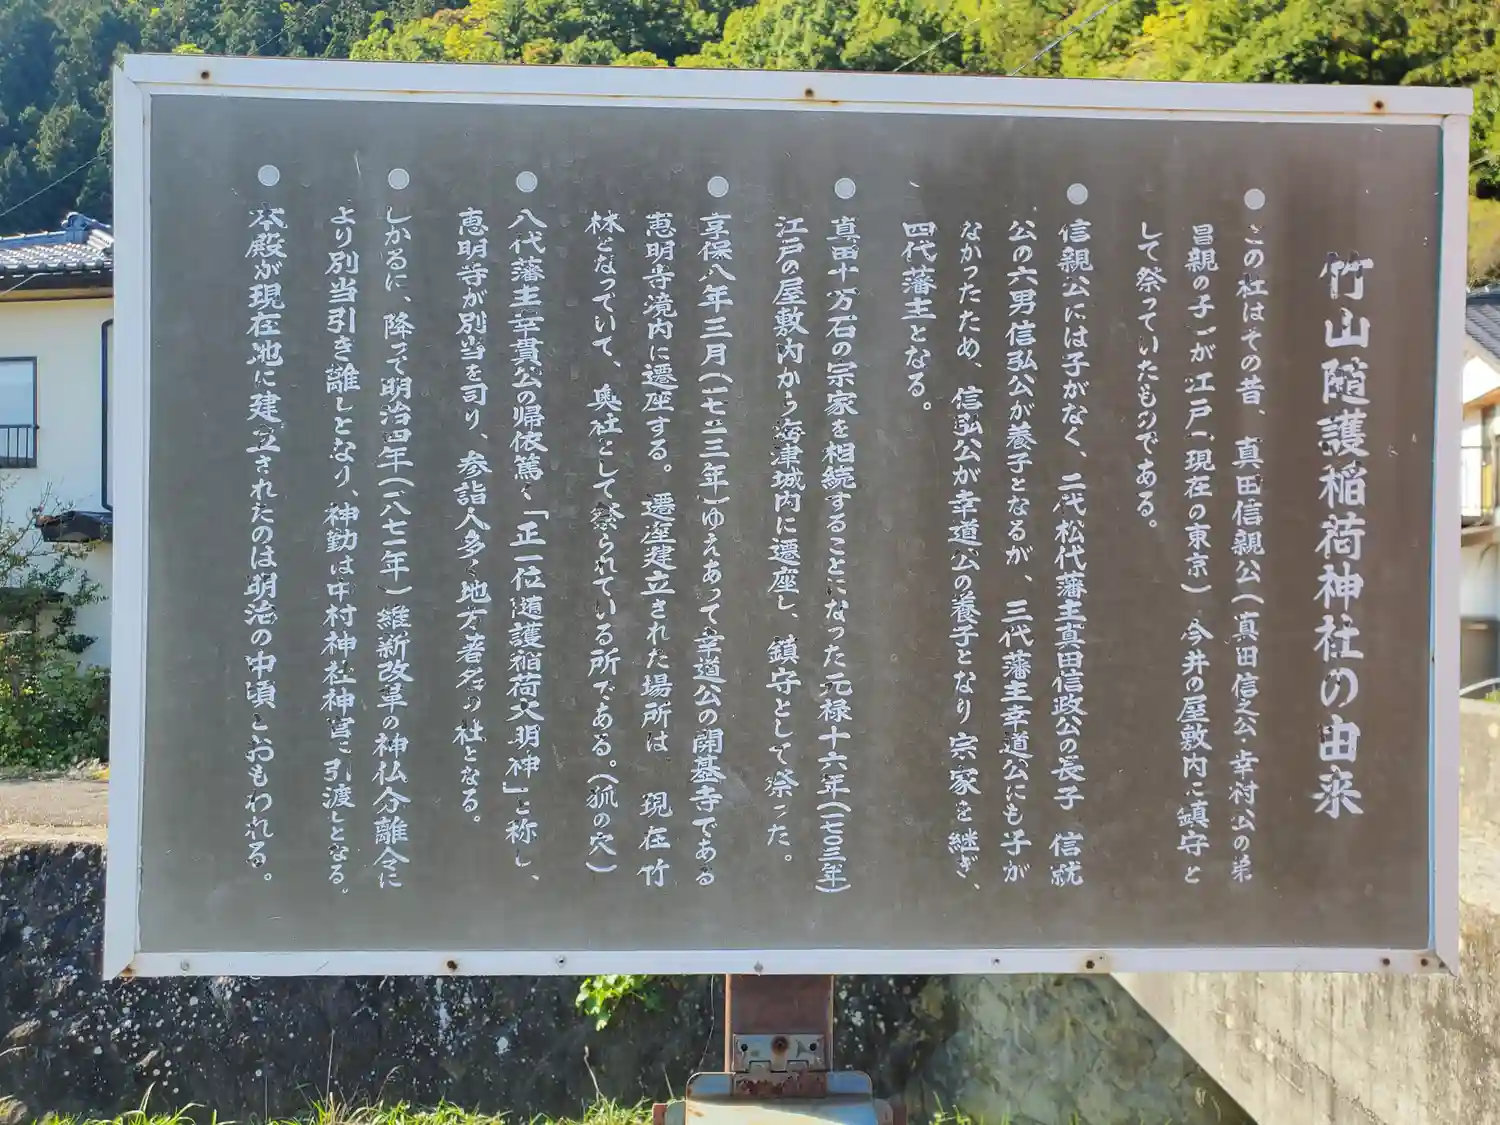 竹山随護稲荷神社の由来
●この社はその昔、真田信親公(真田信之公・幸村公の弟
昌親の子)が江戸(現在の東京)今井の屋敷内に鎮守と
して祭っていたものである。
●信親公には子がなく、二代松代藩主真田信政公の長子 信就
公の六男信弘公が養子となるが、三代藩主幸道公にも子が
なかったため、信弘公が幸道公の養子となり宗家を継ぎ、
四代藩主となる。
●真田十万石の宗家を相続することになった元禄十六年(一七〇三年)
江戸の屋敷内から海津城内に遷座し、鎮守として祭った。
●享保八年三月(一七二三年)ゆえあって幸道公の開基寺である
恵明寺境内に遷座する。遷座建立された場所は 現在竹
林となっていて、奥社として祭られている所である。(狐の穴)
●八代藩主幸貫公の帰依篤く「正一位随護稲荷大明神」と称し、
恵明寺が別当を司り、参詣人多く地方著名の社となる。
●しかるに、降って明治四年(一八七一年)維新改革の神仏分離令に
より別当引き離しとなり、神勤は中村神社神官に引渡しとなる。
●本殿が現在地に建立されたのは明治の中頃とおもわれる。